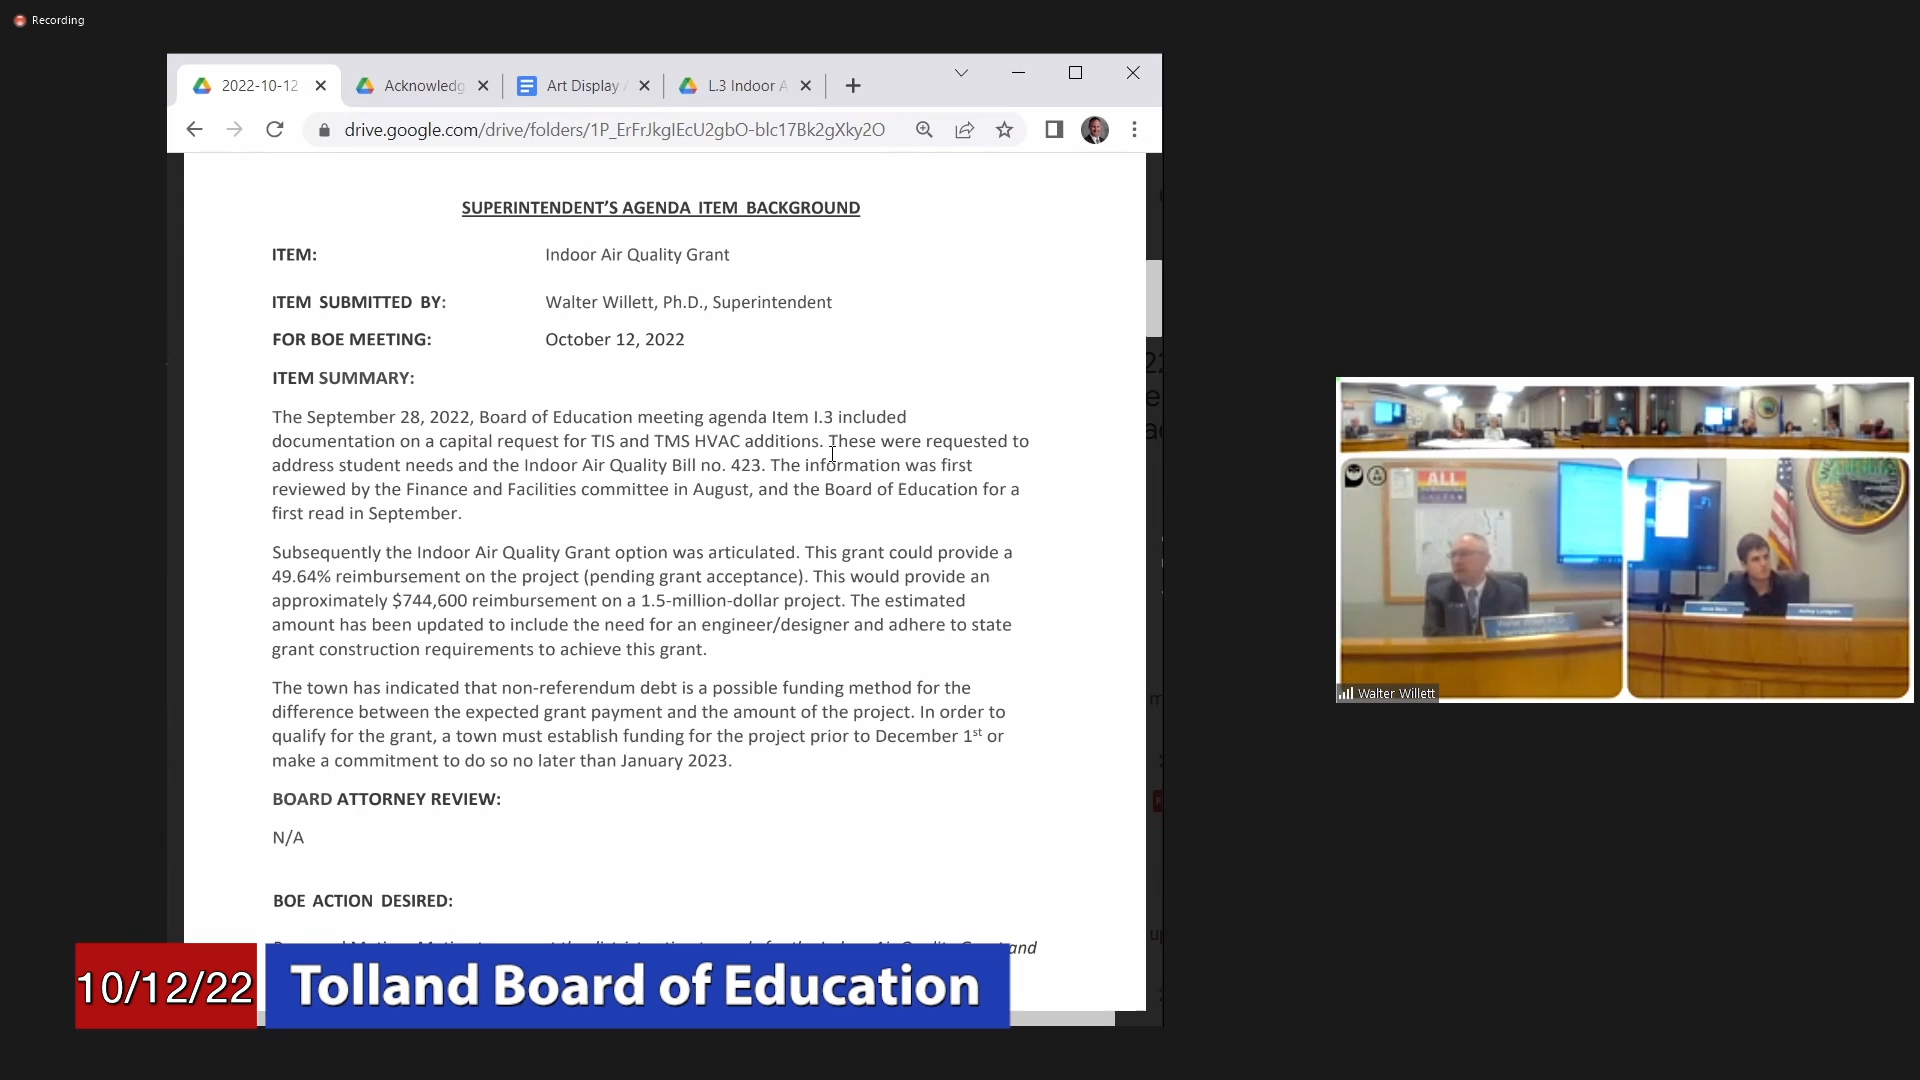 Recording
2022-10-12
Acknowledg
Art Display
L.3 Indoor A
drive.google.com/drive/folders/1P_ErFrJkgIEcU2gbO-blc17Bk2gXky2O
SUPERINTENDENT'S AGENDA ITEM BACKGROUND
ITEM: Indoor Air Quality Grant
ITEM SUBMITTED BY: Walter Willett, Ph.D., Superintendent
FOR BOE MEETING: October 12, 2022
ITEM SUMMARY:
The September 28, 2022, Board of Education meeting agenda Item I.3 included
documentation on a capital request for TIS and TMS HVAC additions. These were requested to
address student needs and the Indoor Air Quality Bill no. 423. The information was first
reviewed by the Finance and Facilities committee in August, and the Board of Education for a
first read in September.
Subsequently the Indoor Air Quality Grant option was articulated. This grant could provide a
49.64% reimbursement on the project (pending grant acceptance). This would provide an
approximately $744,600 reimbursement on a 1.5-million-dollar project. The estimated
amount has been updated to include the need for an engineer/designer and adhere to state
grant construction requirements to achieve this grant.
The town has indicated that non-referendum debt is a possible funding method for the
difference between the expected grant payment and the amount of the project. In order to
qualify for the grant, a town must establish funding for the project prior to December 1st or
make a commitment to do so no later than January 2023.
BOARD ATTORNEY REVIEW:
N/A
BOE ACTION DESIRED:
and
10/12/22 Tolland Board of Education
ALL
Walter Willett